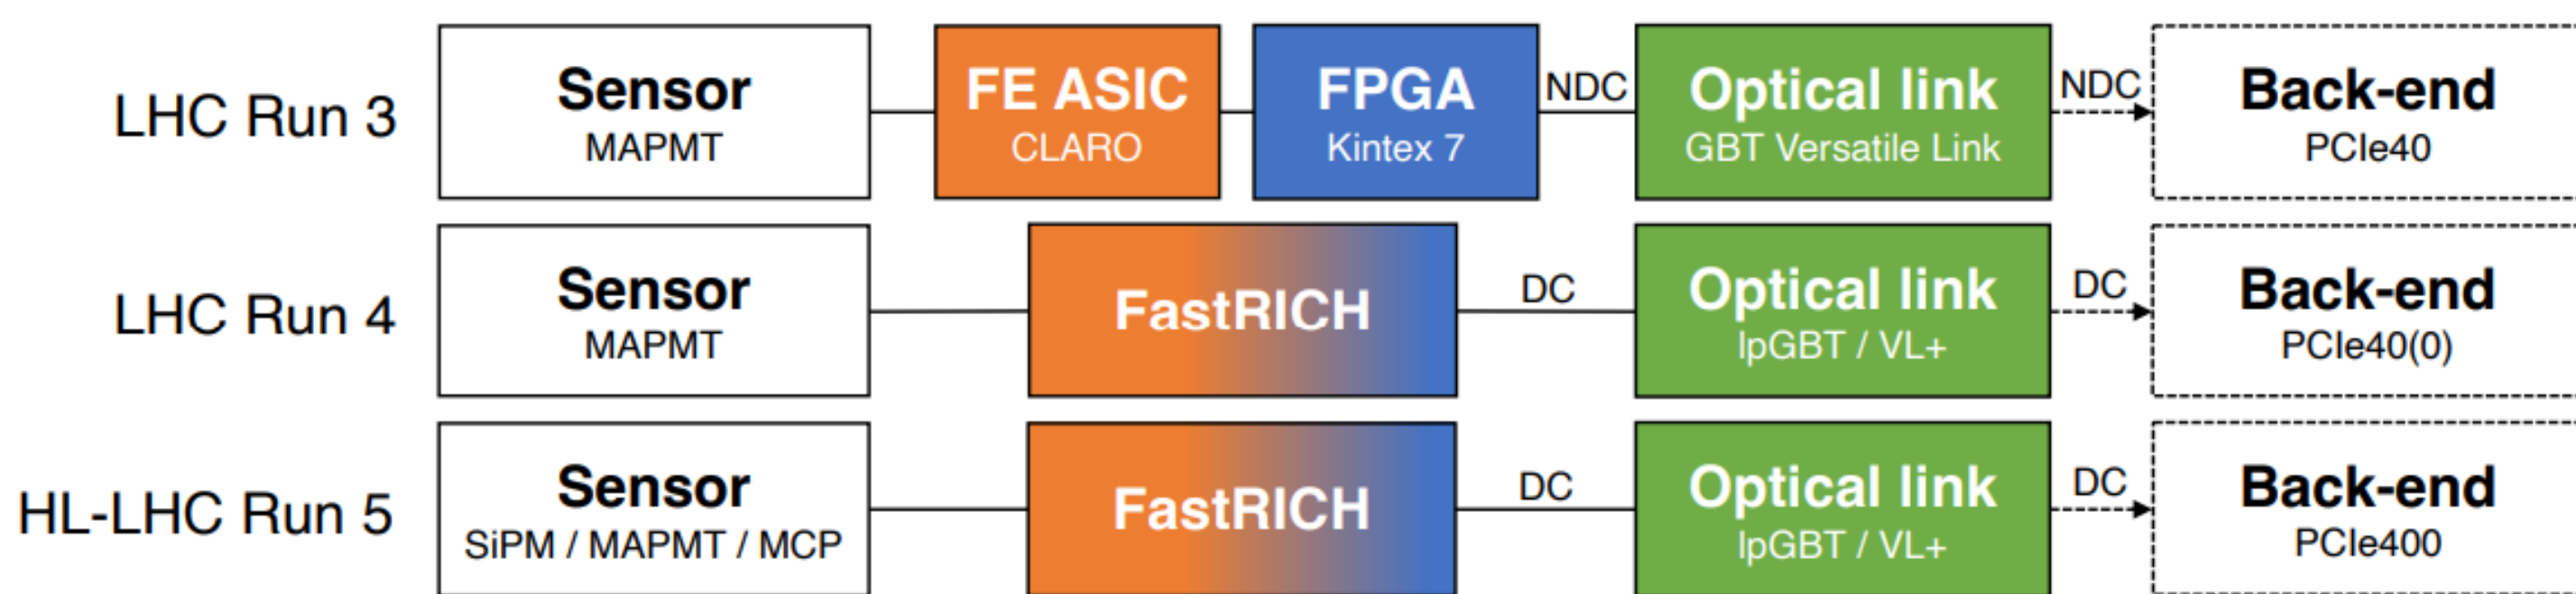 LHC Run 3
Sensor
MAPMT
FE ASIC
CLARO
FPGA
Kintex 7
NDC
Optical link
GBT Versatile Link
NDC
Back-end
PCIe40
LHC Run 4
Sensor
MAPMT
FastRICH
DC
Optical link
lpGBT / VL+
DC
Back-end
PCIe40(0)
HL-LHC Run 5
Sensor
SiPM / MAPMT / MCP
FastRICH
DC
Optical link
lpGBT / VL+
DC
Back-end
PCIe400